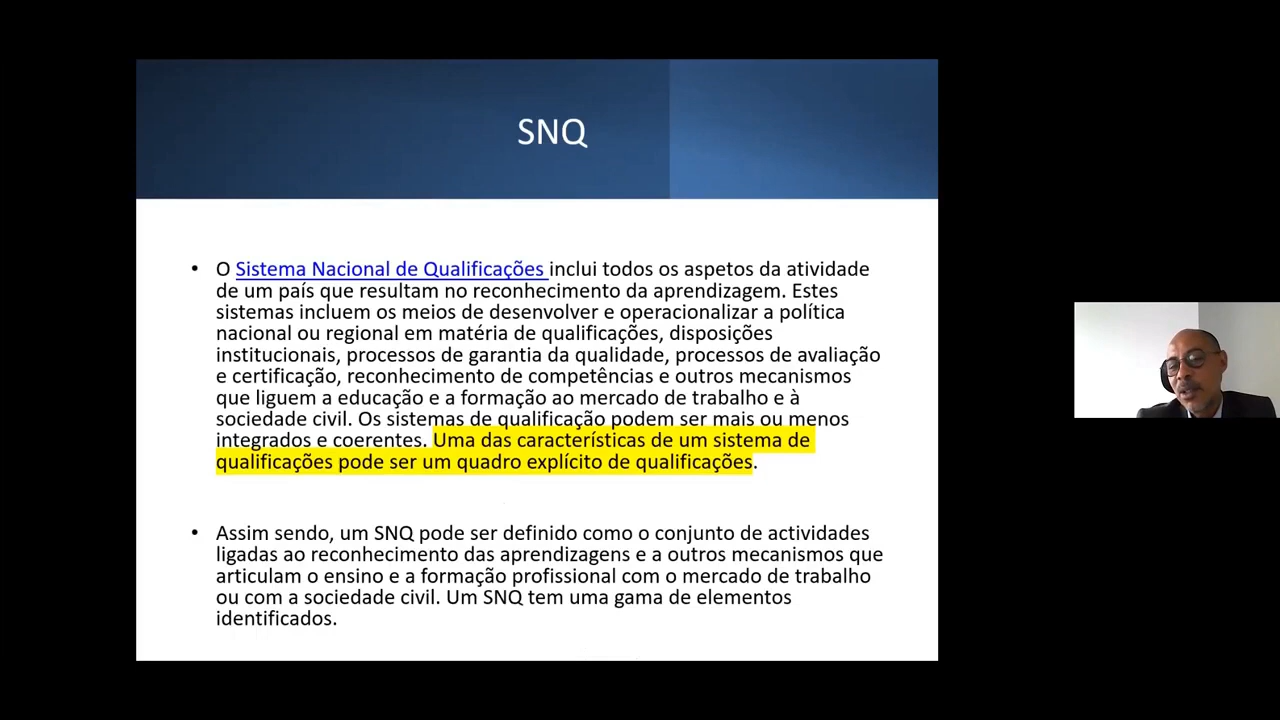 SNQ
• O Sistema Nacional de Qualificações inclui todos os aspetos da atividade
de um país que resultam no reconhecimento da aprendizagem. Estes
sistemas incluem os meios de desenvolver e operacionalizar a política
nacional ou regional em matéria de qualificações, disposições
institucionais, processos de garantia da qualidade, processos de avaliação
e certificação, reconhecimento de competências e outros mecanismos
que liguem a educação e a formação ao mercado de trabalho e à
sociedade civil. Os sistemas de qualificação podem ser mais ou menos
integrados e coerentes. Uma das características de um sistema de
qualificações pode ser um quadro explícito de qualificações.
• Assim sendo, um SNQ pode ser definido como o conjunto de actividades
ligadas ao reconhecimento das aprendizagens e a outros mecanismos que
articulam o ensino e a formação profissional com o mercado de trabalho
ou com a sociedade civil. Um SNQ tem uma gama de elementos
identificados.